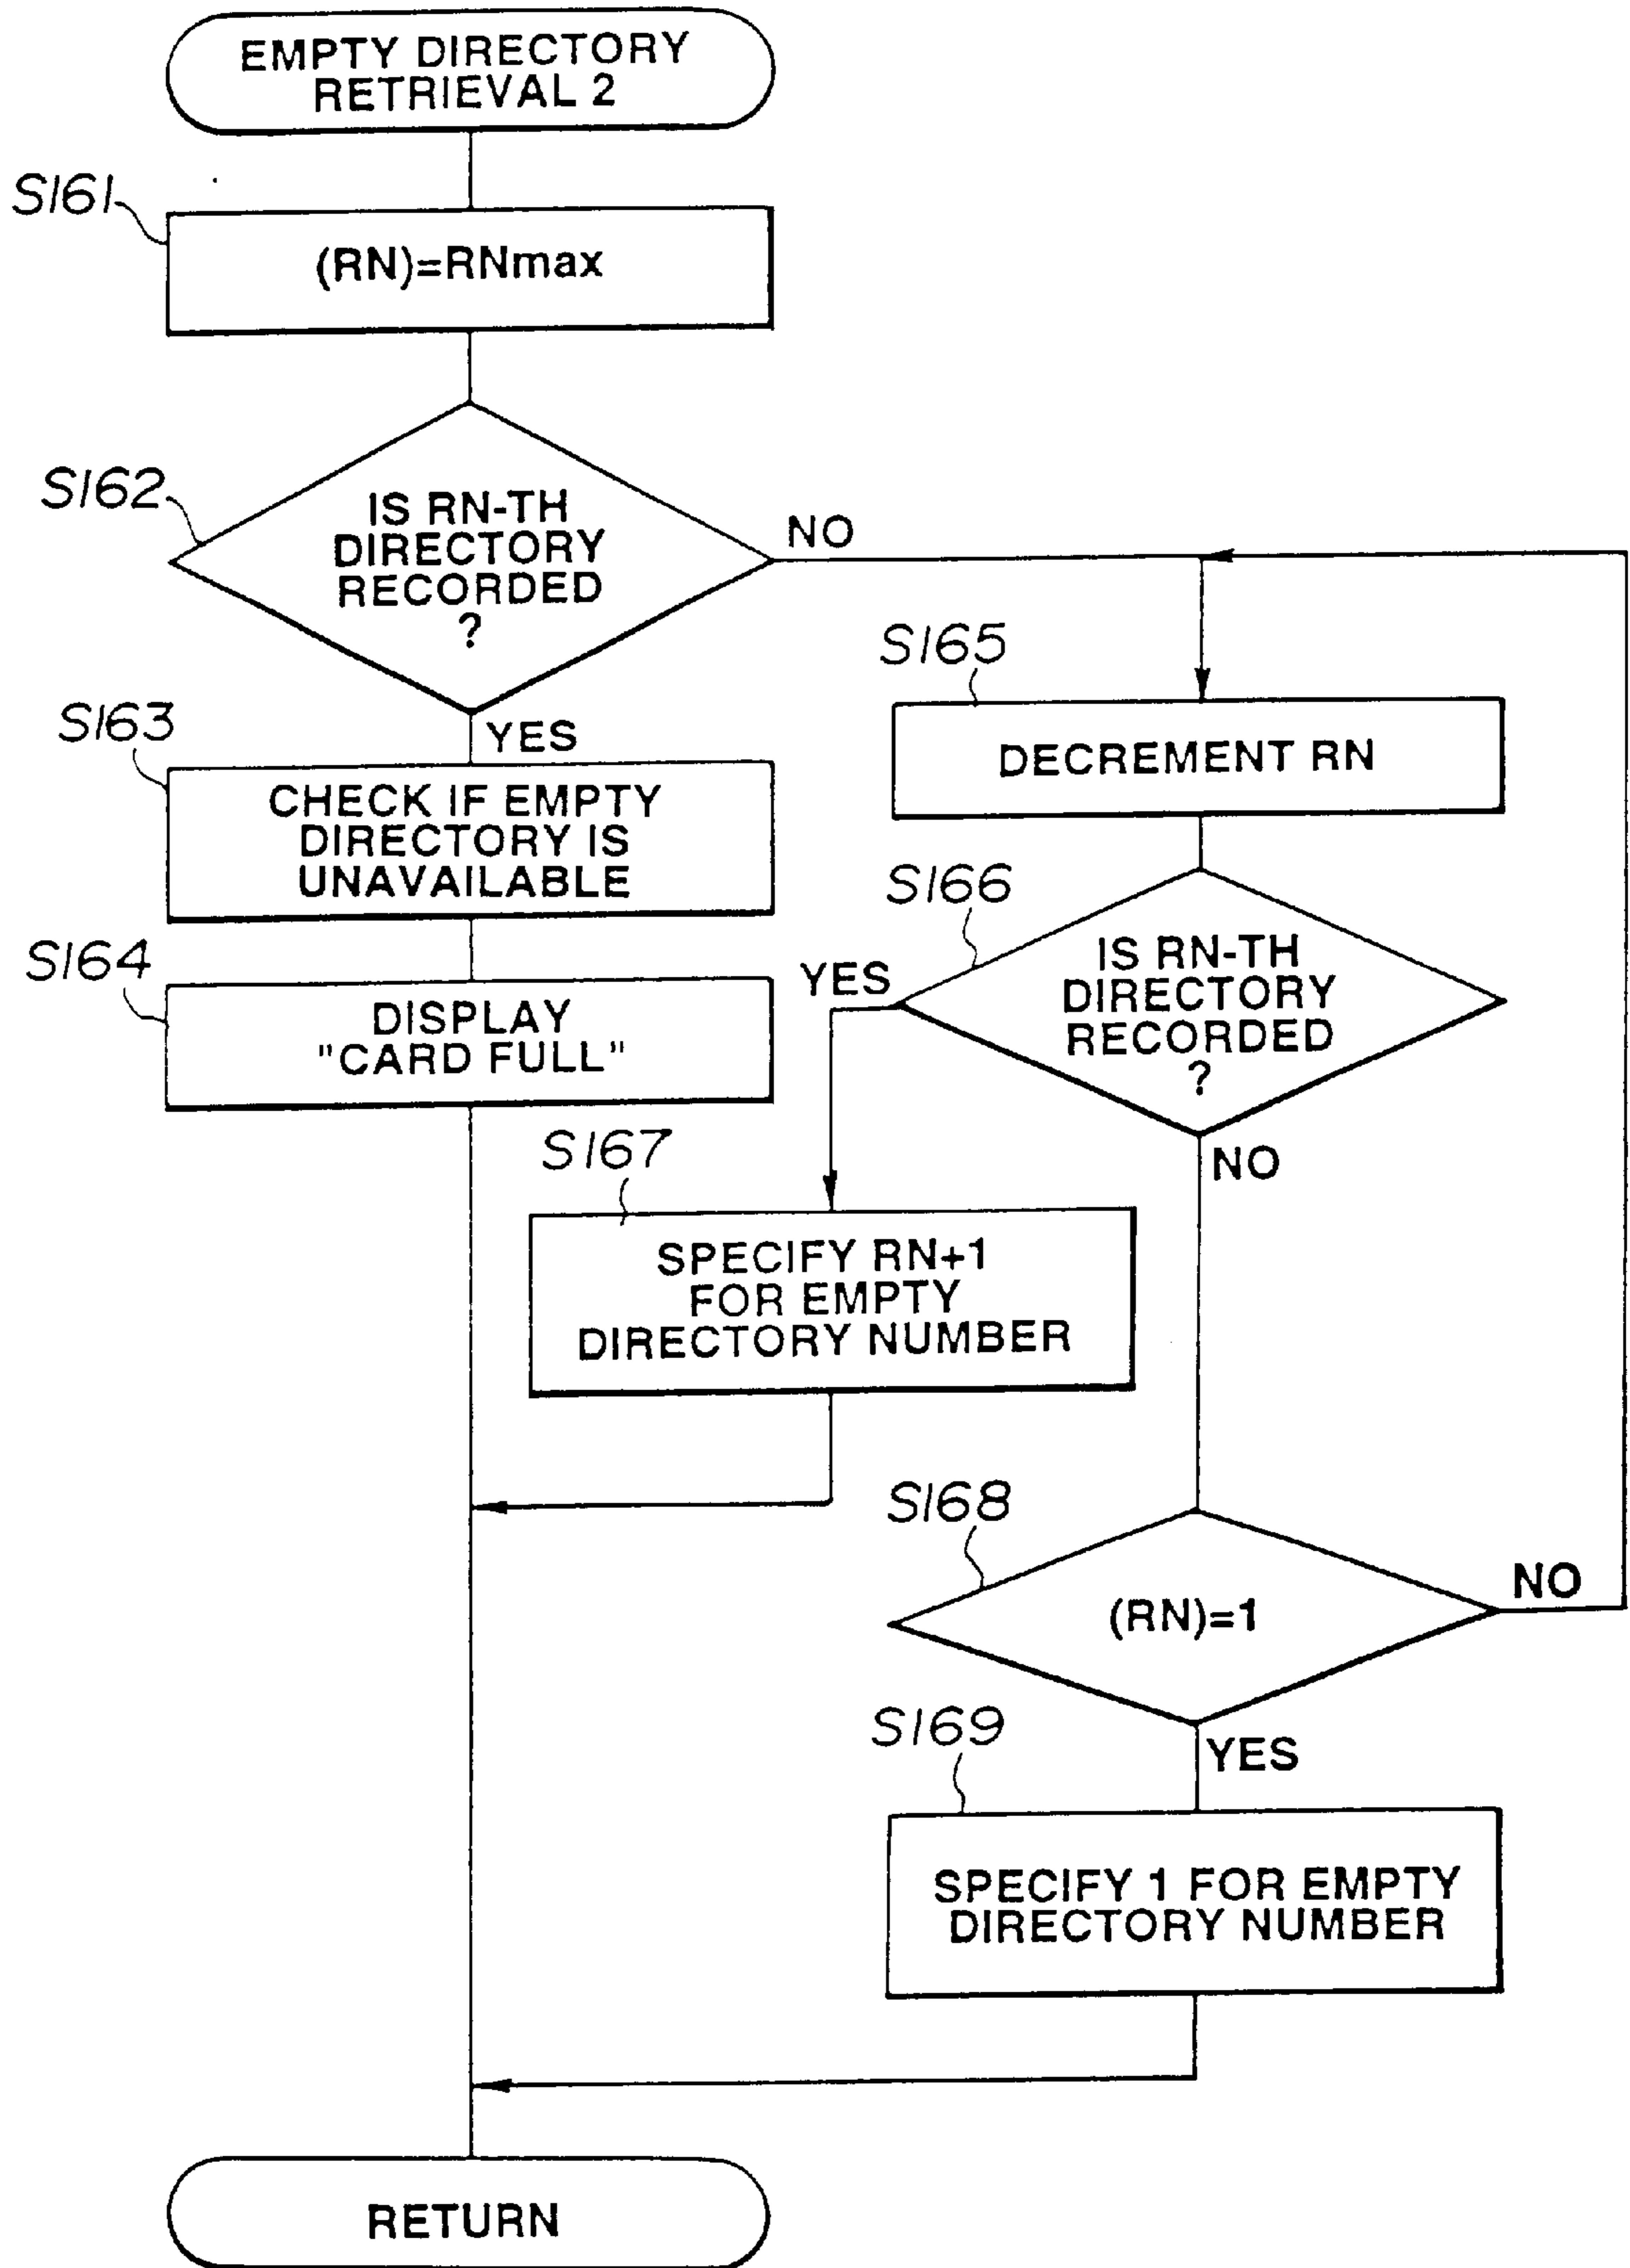 EMPTY DIRECTORY
RETRIEVAL 2
S161
(RN)=RNmax
S162
IS RN-TH
DIRECTORY
RECORDED
?
NO
YES
S163
CHECK IF EMPTY
DIRECTORY IS
UNAVAILABLE
S164
DISPLAY
"CARD FULL"
S165
DECREMENT RN
S166
IS RN-TH
DIRECTORY
RECORDED
?
YES
NO
S167
SPECIFY RN+1
FOR EMPTY
DIRECTORY NUMBER
S168
(RN)=1
NO
YES
S169
SPECIFY 1 FOR EMPTY
DIRECTORY NUMBER
RETURN